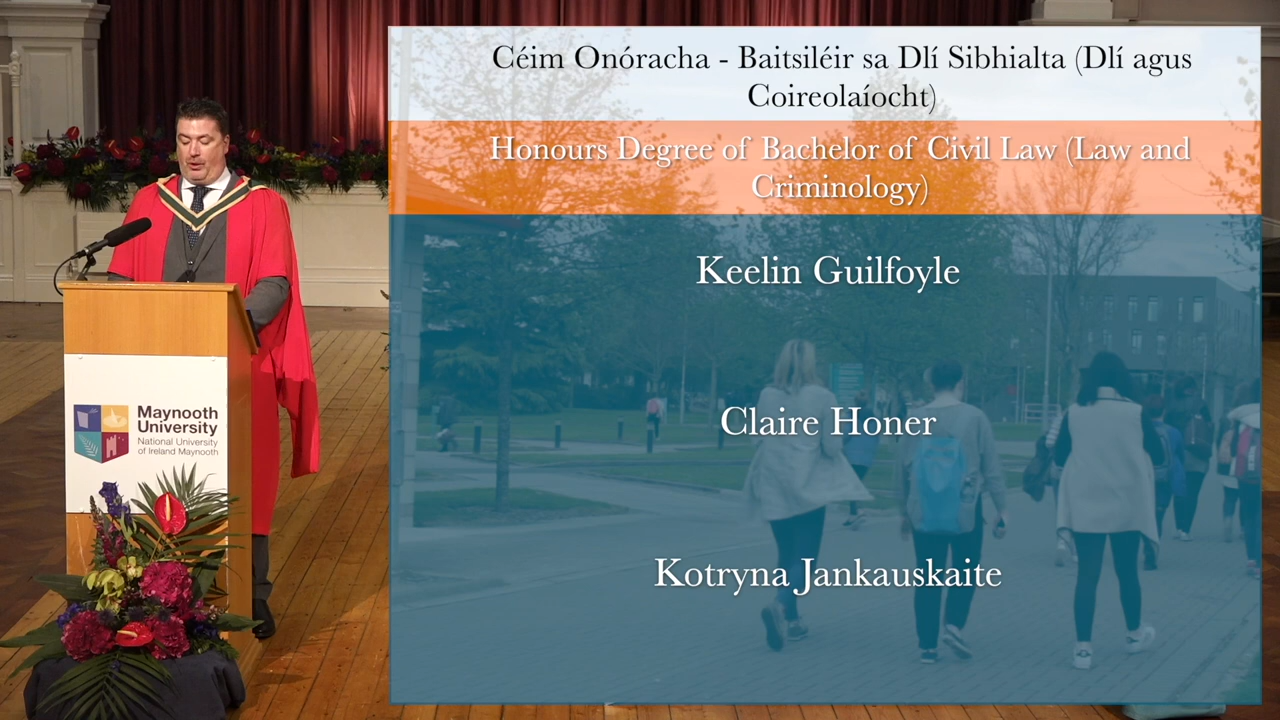 Céim Onóracha - Baitsiléir sa Dlí Sibhialta (Dlí agus
Coireolaíocht)
Honours Degree of Bachelor of Civil Law (Law and
Criminology)
Keelin Guilfoyle
Claire Honer
Kotryna Jankauskaite
Maynooth
University
National University
of Ireland Maynooth